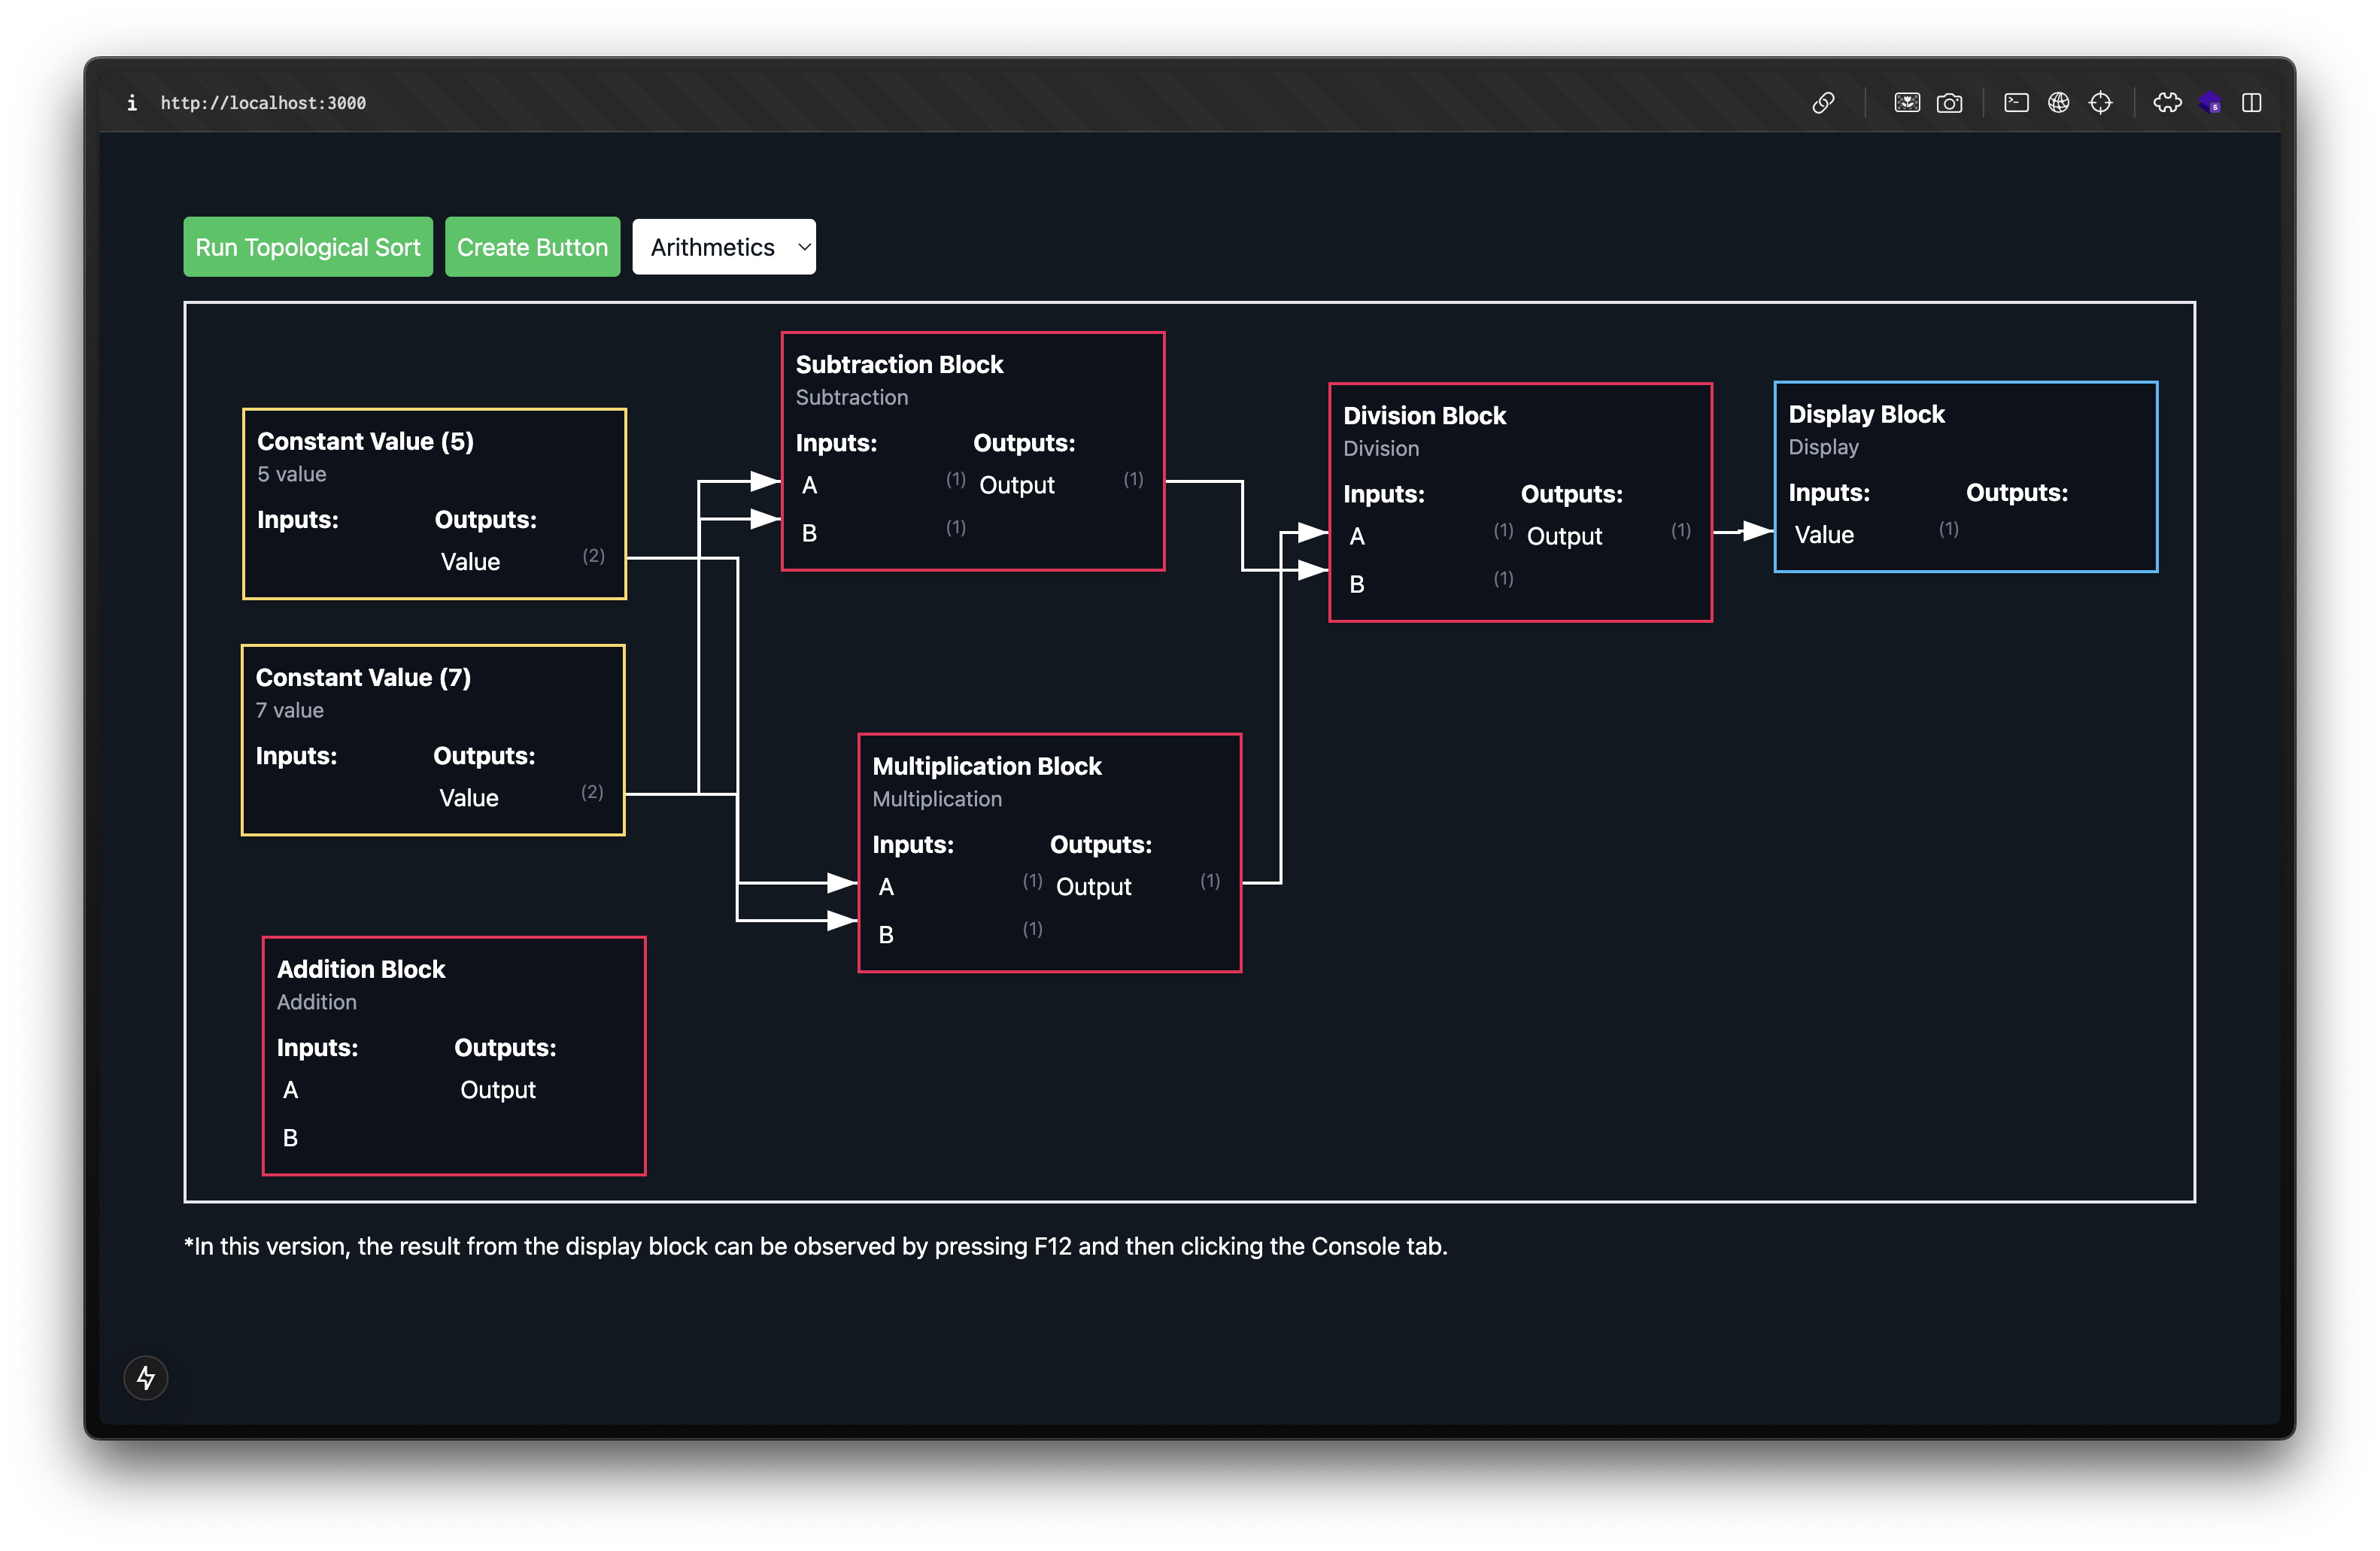 i http://localhost:3000
5
Run Topological Sort Create Button Arithmetics
Constant Value (5)
5 value
Inputs: Outputs:
Value (2)
Constant Value (7)
7 value
Inputs: Outputs:
Value (2)
Addition Block
Addition
Inputs: Outputs:
A Output
B
Subtraction Block
Subtraction
Inputs: Outputs:
A (1) Output (1)
B (1)
Multiplication Block
Multiplication
Inputs: Outputs:
A (1) Output (1)
B (1)
Division Block
Division
Inputs: Outputs:
A (1) Output (1)
B (1)
Display Block
Display
Inputs: Outputs:
Value (1)
*In this version, the result from the display block can be observed by pressing F12 and then clicking the Console tab.